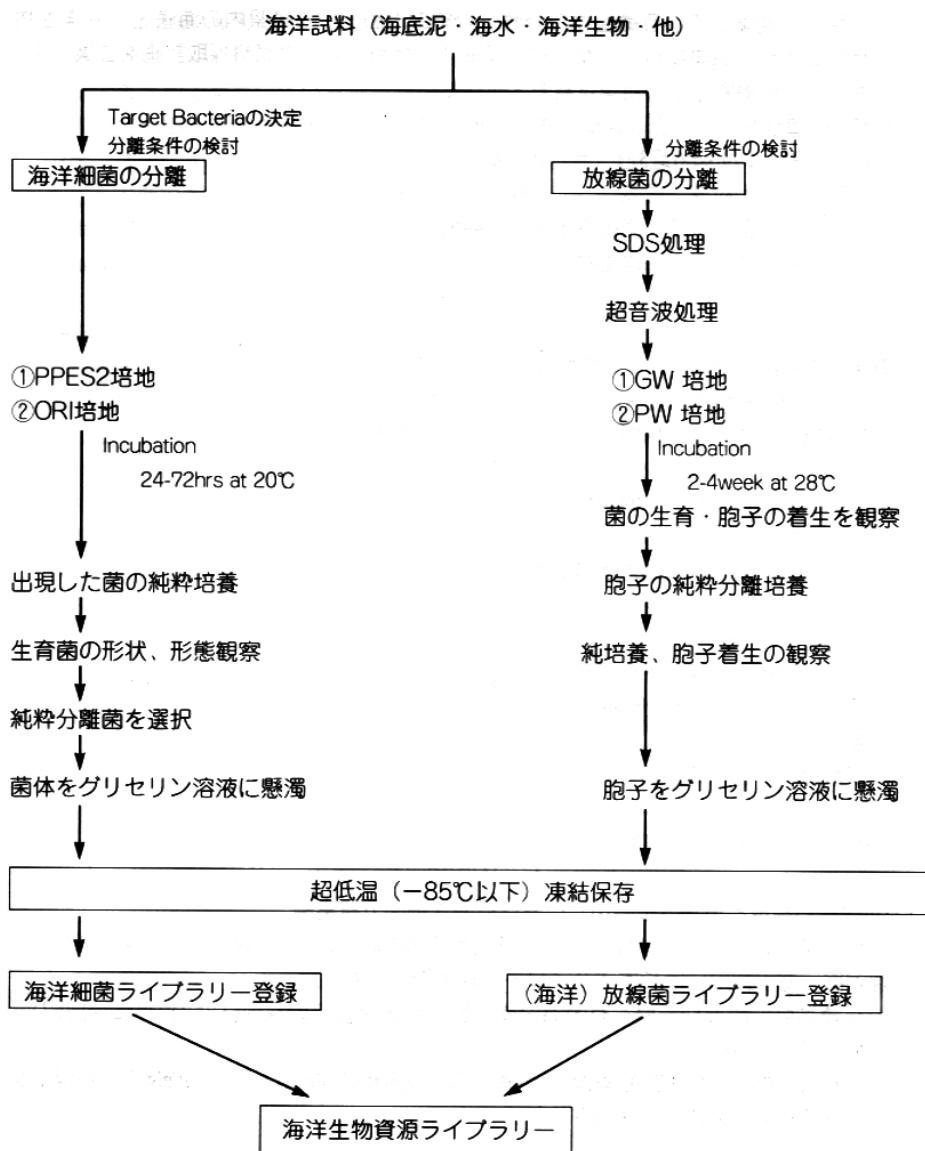 海洋試料（海底泥・海水・海洋生物・他）
Target Bacteriaの決定
分離条件の検討
海洋細菌の分離
①PPES2培地
②ORI培地
Incubation
24-72hrs at 20℃
出現した菌の純粋培養
生育菌の形状、形態観察
純粋分離菌を選択
菌体をグリセリン溶液に懸濁
分離条件の検討
放線菌の分離
SDS処理
超音波処理
①GW 培地
②PW 培地
Incubation
2-4week at 28℃
菌の生育・胞子の着生を観察
胞子の純粋分離培養
純培養、胞子着生の観察
胞子をグリセリン溶液に懸濁
超低温（－85℃以下）凍結保存
海洋細菌ライブラリー登録
（海洋）放線菌ライブラリー登録
海洋生物資源ライブラリー